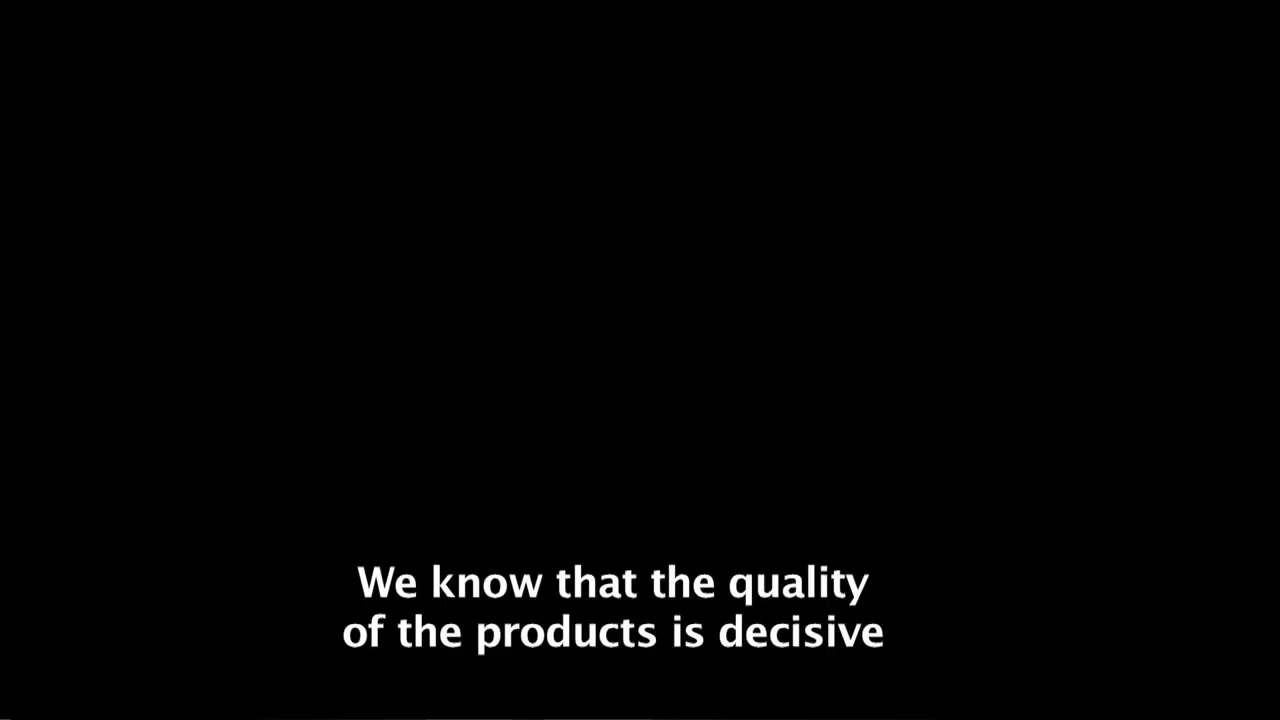 We know that the quality
of the products is decisive